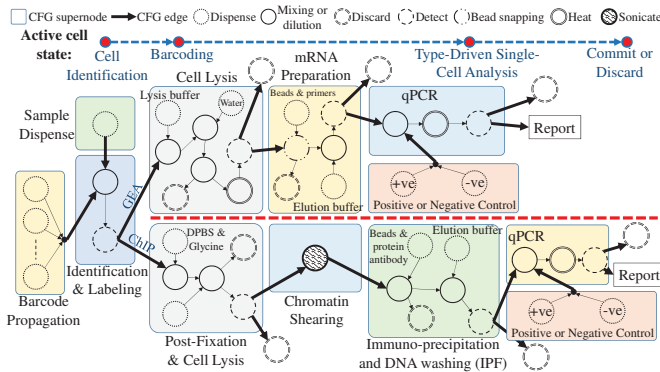 CFG supernode CFG edge Dispense Mixing or dilution Discard Detect Bead snapping Heat Sonicate
Active cell state:
Cell Identification
Barcoding
Type-Driven Single-Cell Analysis
Commit or Discard
Cell Lysis
mRNA Preparation
Lysis buffer
Water
Beads & primers
Elution buffer
qPCR
Report
+ve
-ve
Positive or Negative Control
Sample Dispense
GEA
ChIP
Identification & Labeling
Barcode Propagation
DPBS & Glycine
Post-Fixation & Cell Lysis
Chromatin Shearing
Beads & protein antibody
Elution buffer
Immuno-precipitation and DNA washing (IPF)
qPCR
Report
+ve
-ve
Positive or Negative Control